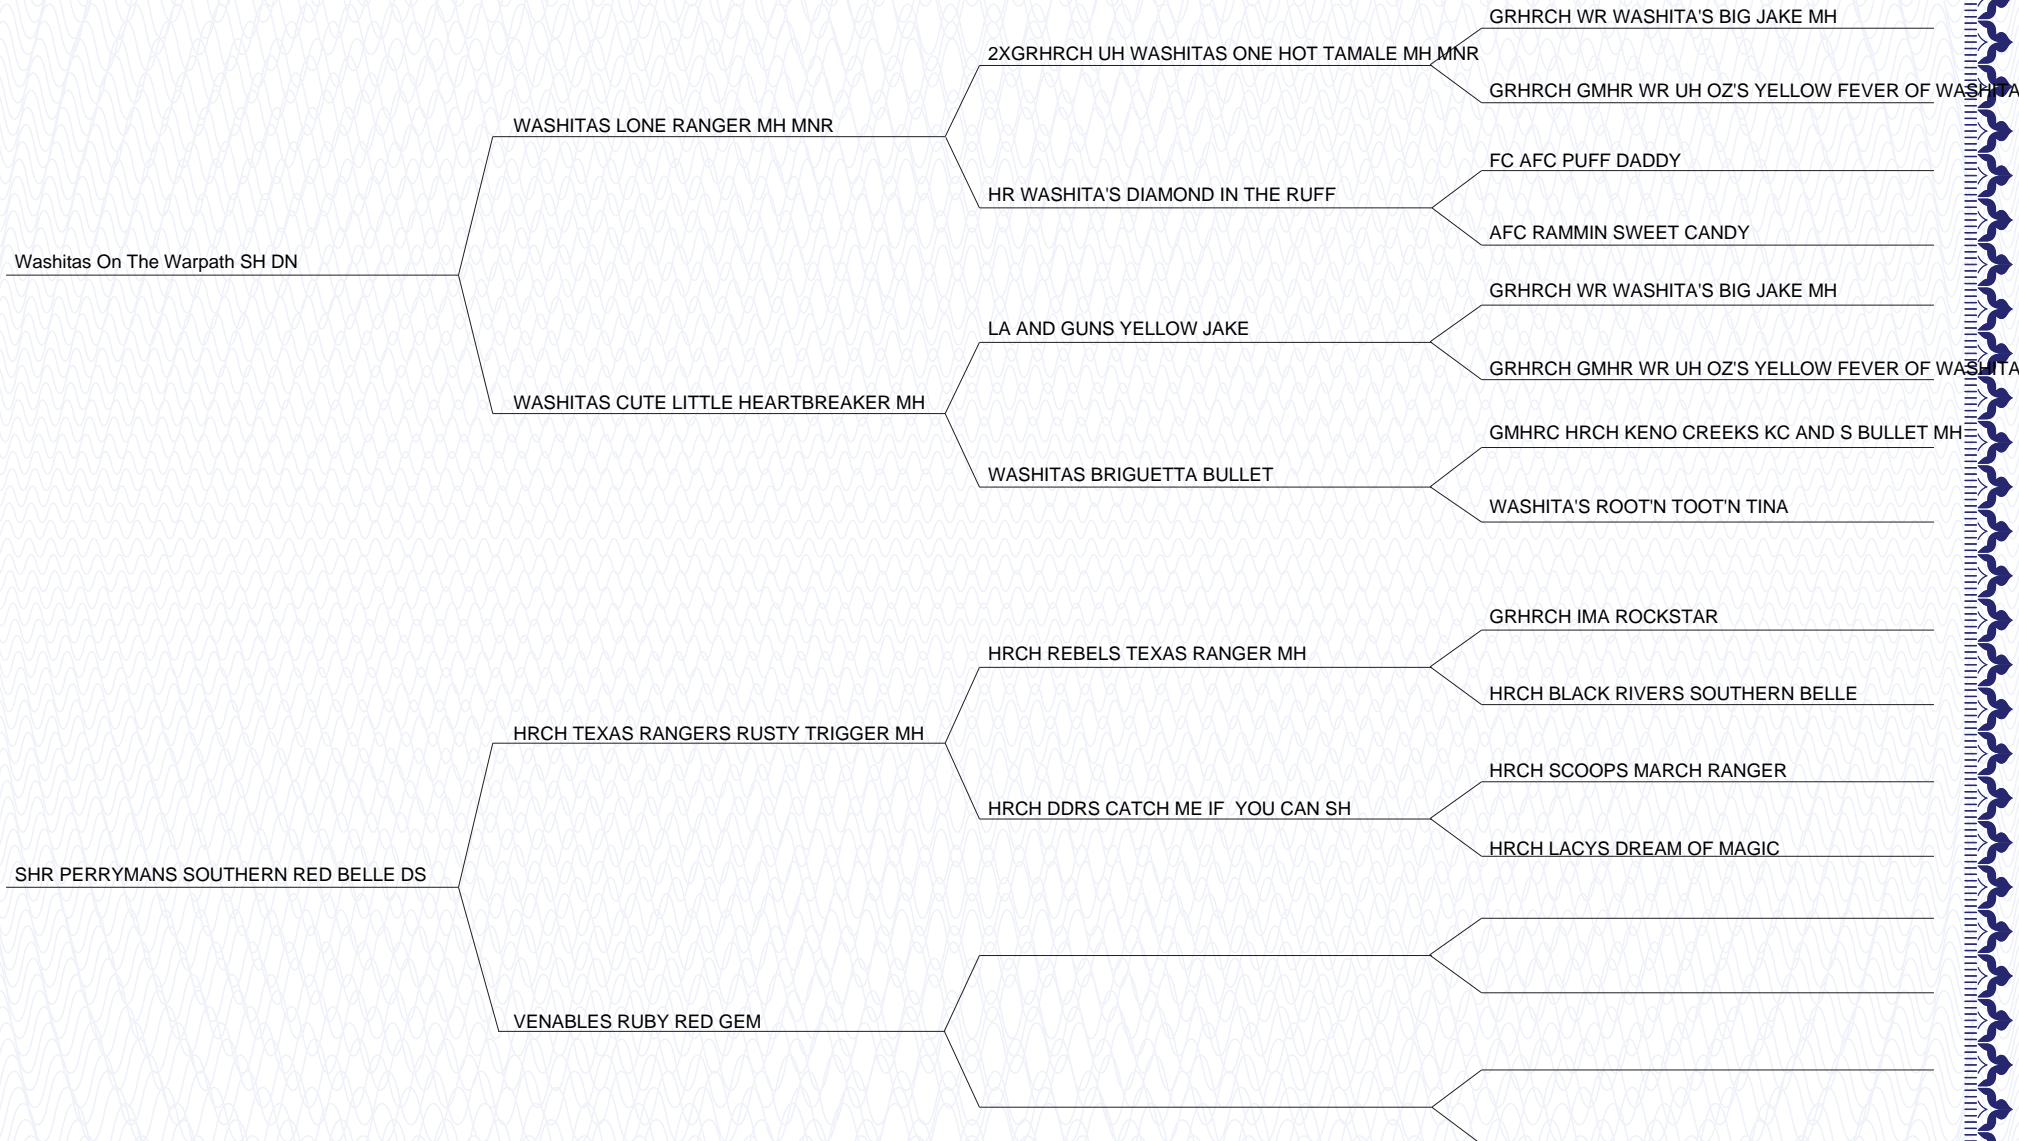 GRHRCH WR WASHITA'S BIG JAKE MH
2XGRHRCH UH WASHITAS ONE HOT TAMALE MH MNR
GRHRCH GMHR WR UH OZ'S YELLOW FEVER OF WASHITA
WASHITAS LONE RANGER MH MNR
FC AFC PUFF DADDY
HR WASHITA'S DIAMOND IN THE RUFF
AFC RAMMIN SWEET CANDY
Washitas On The Warpath SH DN
GRHRCH WR WASHITA'S BIG JAKE MH
LA AND GUNS YELLOW JAKE
GRHRCH GMHR WR UH OZ'S YELLOW FEVER OF WASHITA
WASHITAS CUTE LITTLE HEARTBREAKER MH
GMHRC HRCH KENO CREEKS KC AND S BULLET MH
WASHITAS BRIGUETTA BULLET
WASHITA'S ROOT'N TOOT'N TINA
GRHRCH IMA ROCKSTAR
HRCH REBELS TEXAS RANGER MH
HRCH BLACK RIVERS SOUTHERN BELLE
HRCH TEXAS RANGERS RUSTY TRIGGER MH
HRCH SCOOPS MARCH RANGER
HRCH DDRS CATCH ME IF  YOU CAN SH
HRCH LACYS DREAM OF MAGIC
SHR PERRYMANS SOUTHERN RED BELLE DS
VENABLES RUBY RED GEM